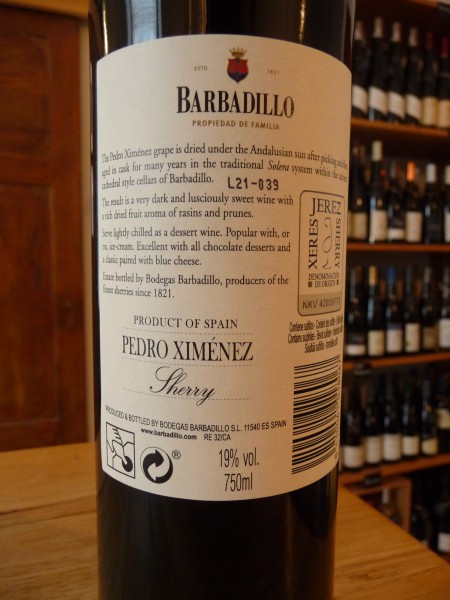 ESTD 1821
BARBADILLO
PROPIEDAD DE FAMILIA
The Pedro Ximénez grape is dried under the Andalusian sun after picking
aged in cask for many years in the traditional Solera system within the
cathedral style cellars of Barbadillo.
L21-039
The result is a very dark and lusciously sweet wine with
a rich dried fruit aroma of rasins and prunes.
Serve lightly chilled as a dessert wine. Popular with, or
on, ice-cream. Excellent with all chocolate desserts and
a classic paired with blue cheese.
Estate bottled by Bodegas Barbadillo, producers of the
finest sherries since 1821.
XERES JEREZ SHERRY
DENOMINACIÓN
DE ORIGEN
PRODUCT OF SPAIN
PEDRO XIMÉNEZ
Sherry
PRODUCED & BOTTLED BY BODEGAS BARBADILLO S.L. 11540 ES SPAIN
www.barbadillo.com RE 32/CA
®
19% vol.
750ml